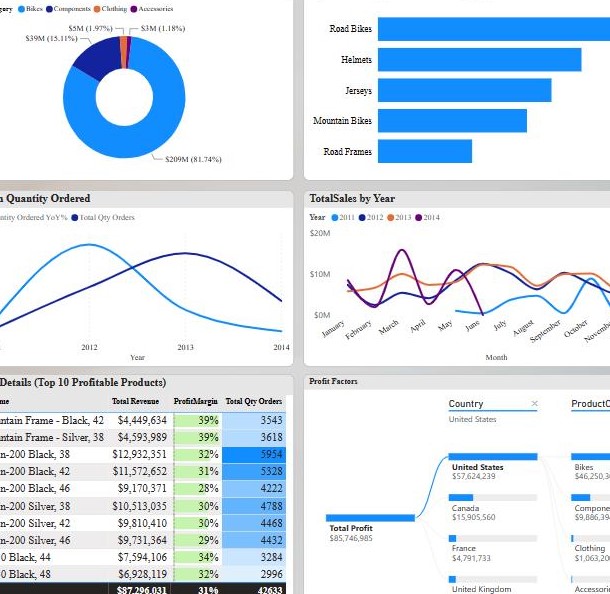 gory Bikes Components Clothing Accessories
$5M (1.97%) $3M (1.18%)
$39M (15.11%)
$209M (81.74%)
Road Bikes
Helmets
Jerseys
Mountain Bikes
Road Frames
n Quantity Ordered
ntity Ordered YoY% Total Qty Orders
2012 2013 2014
Year
TotalSales by Year
Year 2011 2012 2013 2014
$20M
$10M
$0M
January February March April May June July August September October Novembe
Month
Details (Top 10 Profitable Products)
me Total Revenue ProfitMargin Total Qty Orders
ntain Frame - Black, 42 $4,449,634 39% 3543
ntain Frame - Silver, 38 $4,593,989 39% 3618
n-200 Black, 38 $12,932,351 32% 5954
n-200 Black, 42 $11,572,652 31% 5328
n-200 Black, 46 $9,170,371 28% 4222
n-200 Silver, 38 $10,513,035 30% 4788
n-200 Silver, 42 $9,810,410 30% 4468
n-200 Silver, 46 $9,731,364 29% 4432
0 Black, 44 $7,594,106 34% 3284
0 Black, 48 $6,928,119 32% 2996
$87,296,031 31% 42633
Profit Factors
Country × ProductC
United States
United States
$57,624,239
Canada
$15,905,560
France
$4,791,733
United Kingdom
Total Profit
$85,746,985
Bikes
$46,250,3
Compone
$9,886,39
Clothing
$1,063,20
Accessori